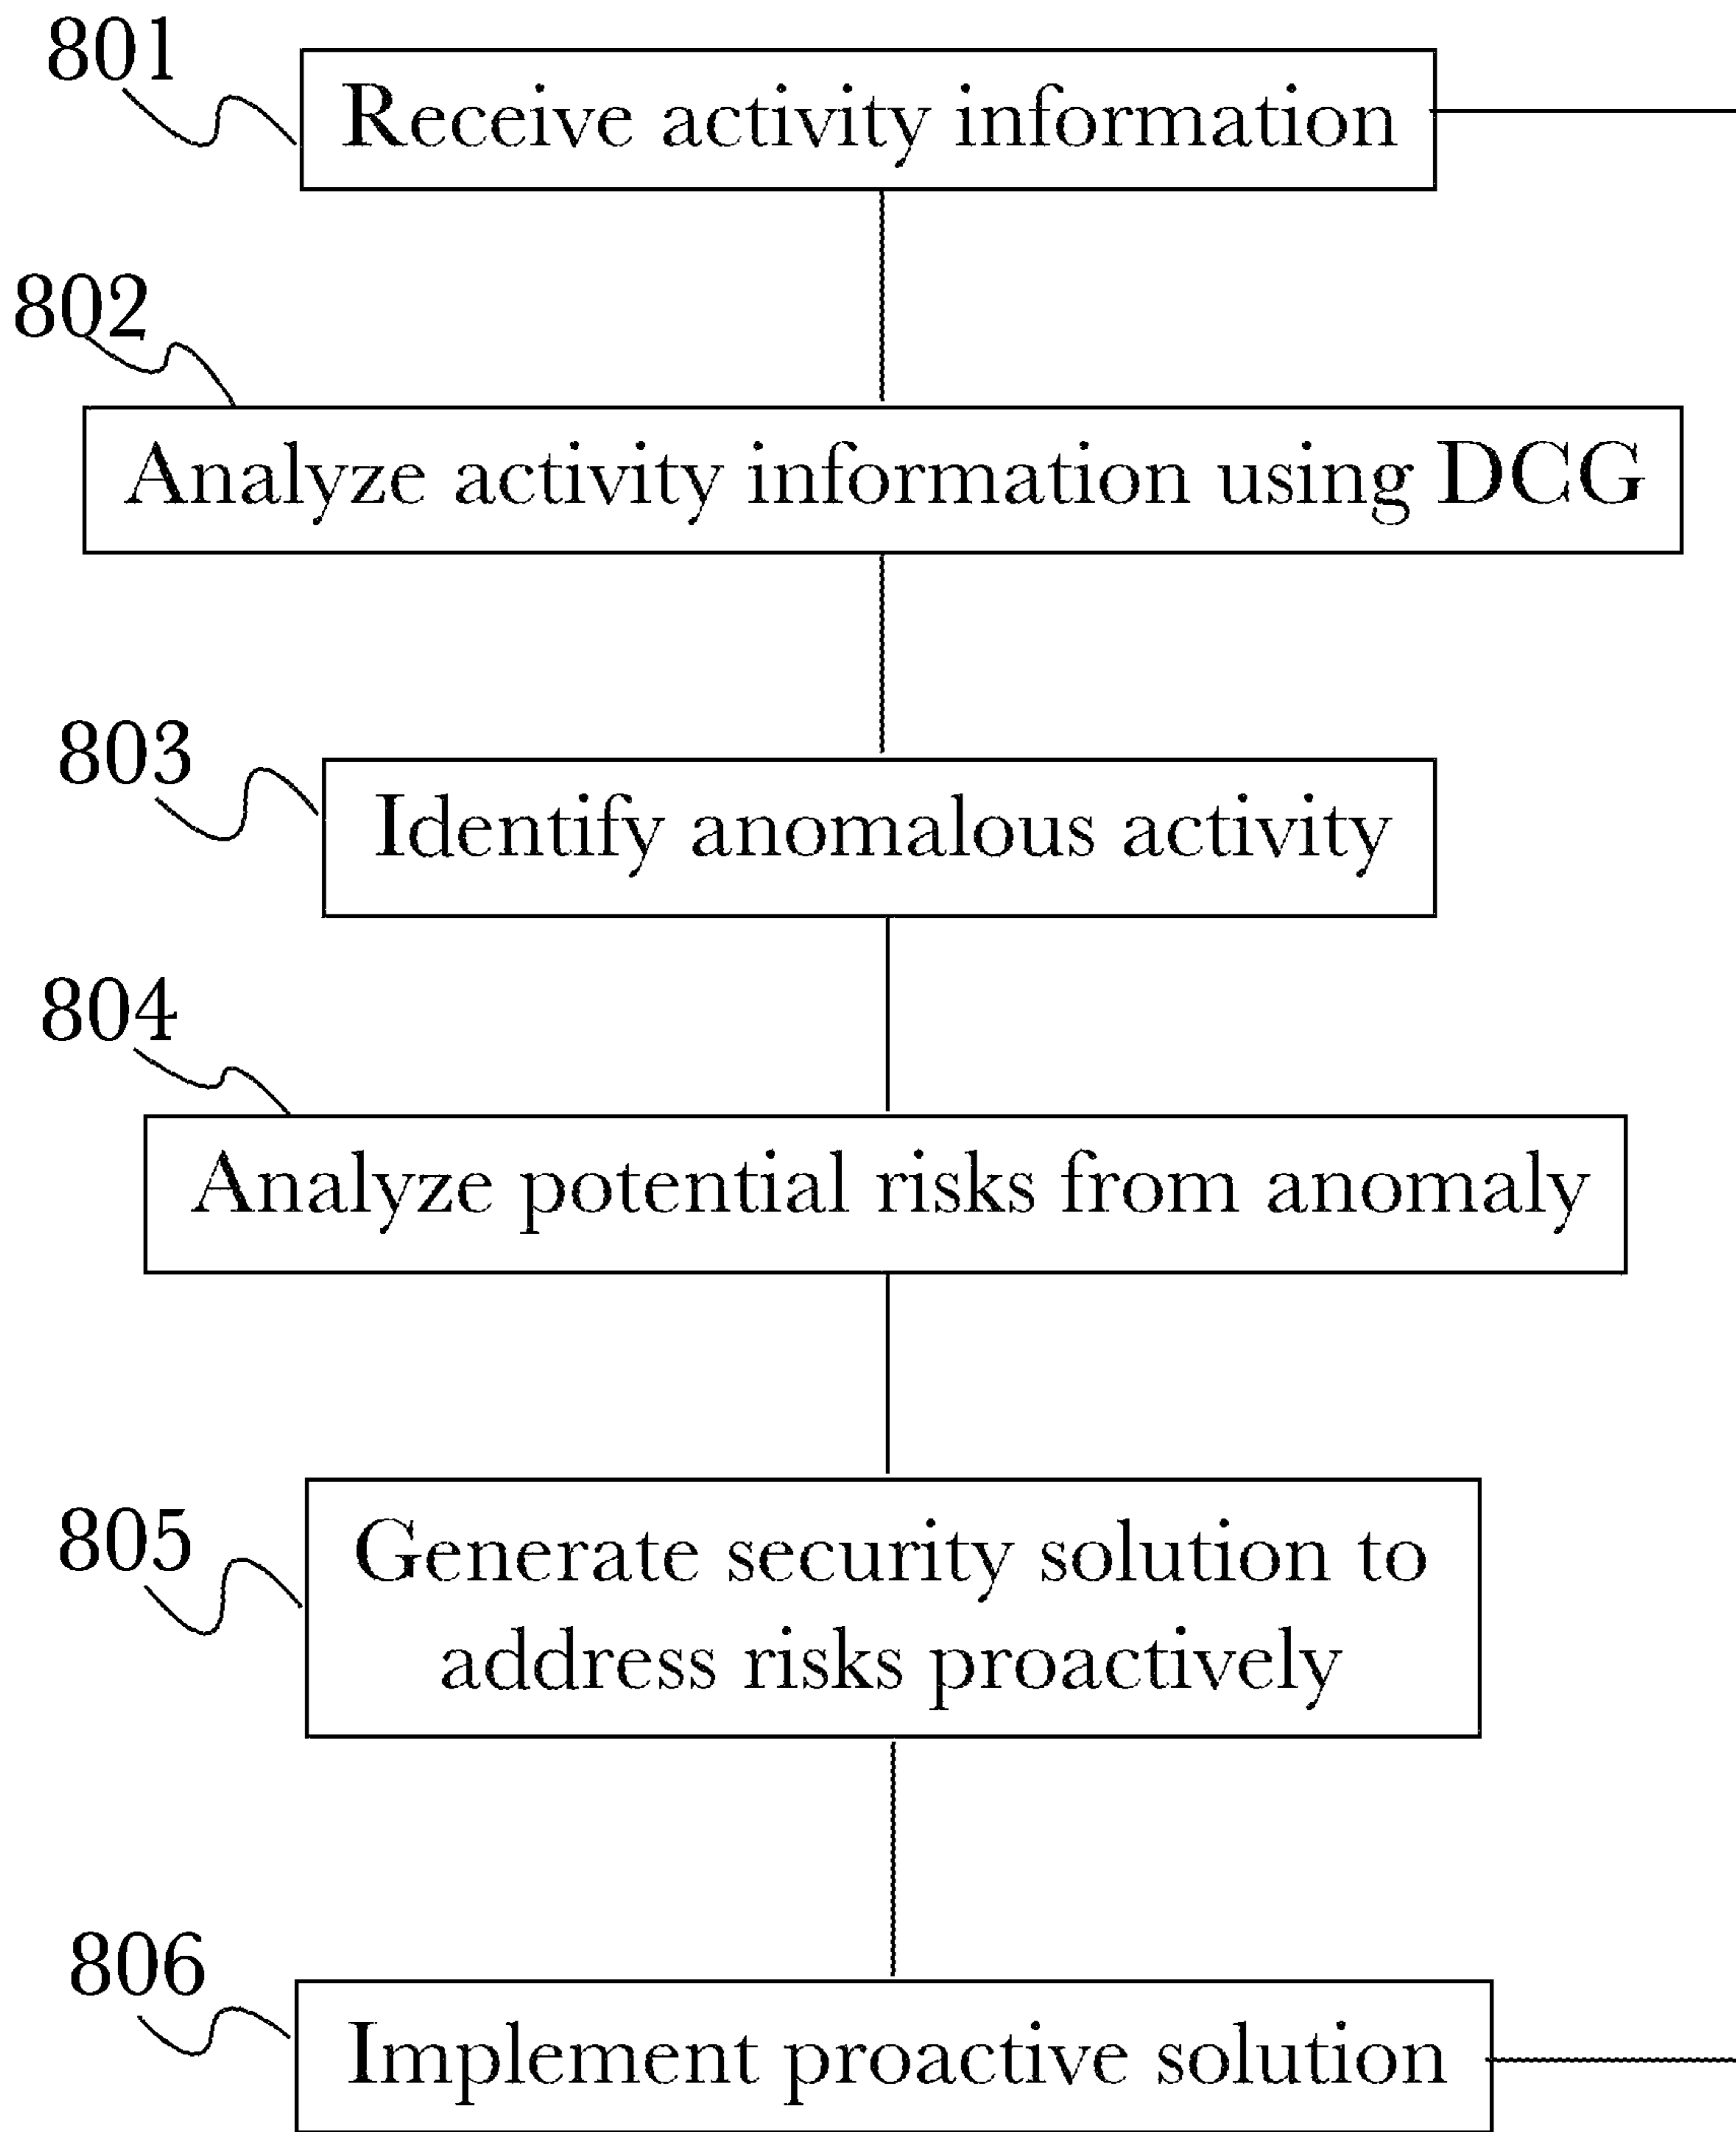 801
Receive activity information
802
Analyze activity information using DCG
803
Identify anomalous activity
804
Analyze potential risks from anomaly
805
Generate security solution to
address risks proactively
806
Implement proactive solution